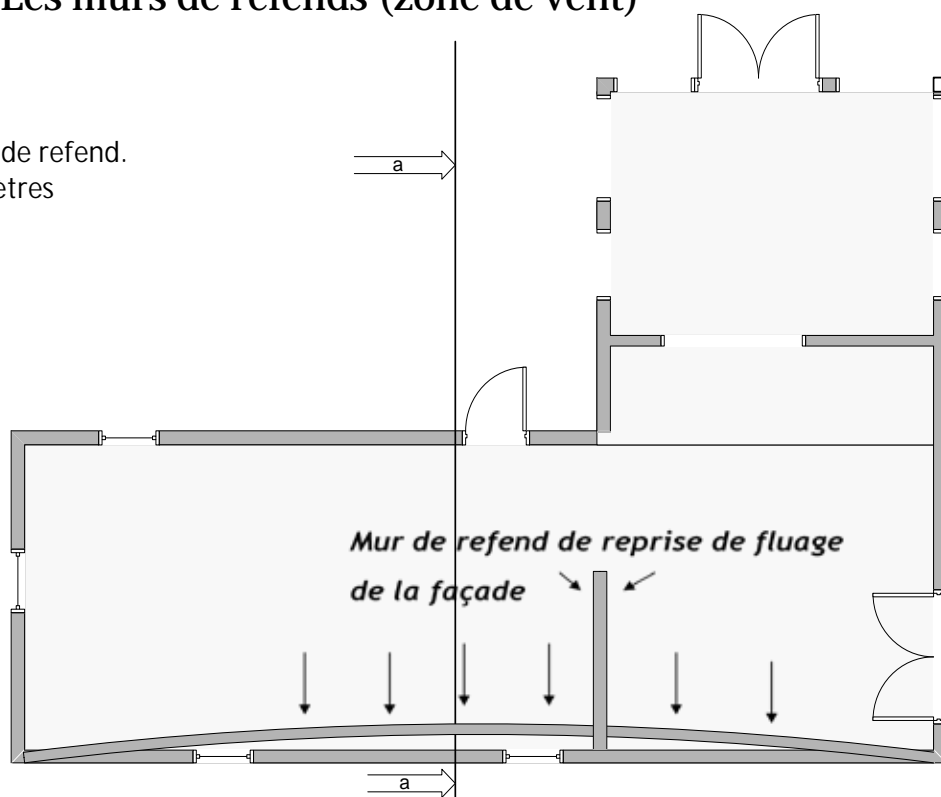 Les murs de refends (zone de vent)
de refend.
a
etres
Mur de refend de reprise de fluage
de la façade
a